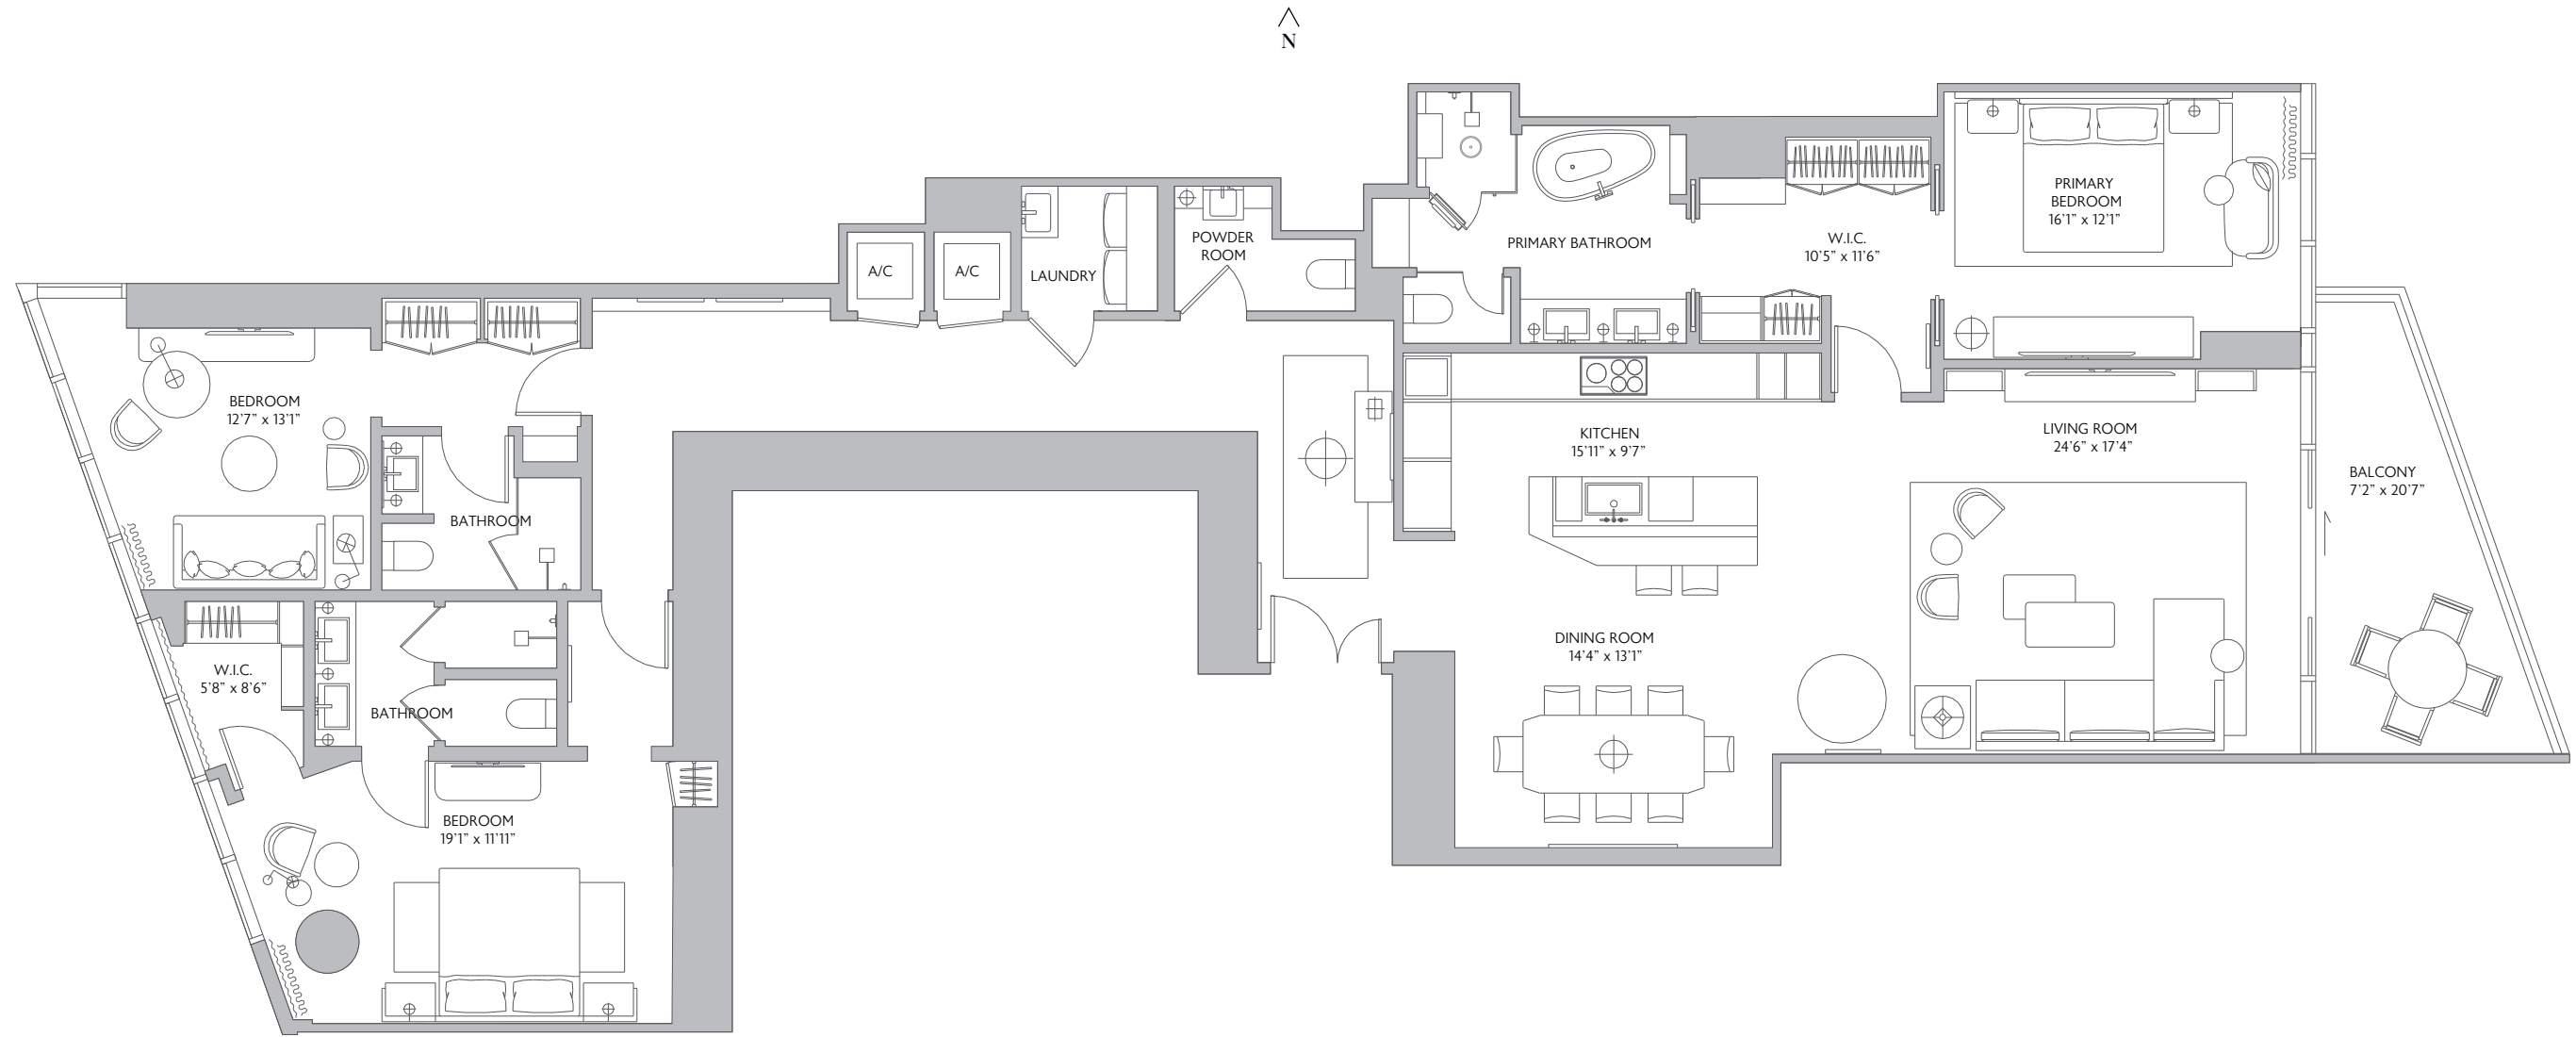 N
PRIMARY
BEDROOM
16'1” x 12'1”
POWDER
ROOM
PRIMARY BATHROOM
W.I.C.
10'5” x 11'6”
A/C
A/C
LAUNDRY
BEDROOM
12'7” x 13'1”
KITCHEN
15'11” x 9'7”
LIVING ROOM
24'6” x 17'4”
BALCONY
7'2” x 20'7”
BATHROOM
DINING ROOM
14'4” x 13'1”
W.I.C.
5'8” x 8'6”
BATHROOM
BEDROOM
19'1” x 11'11”